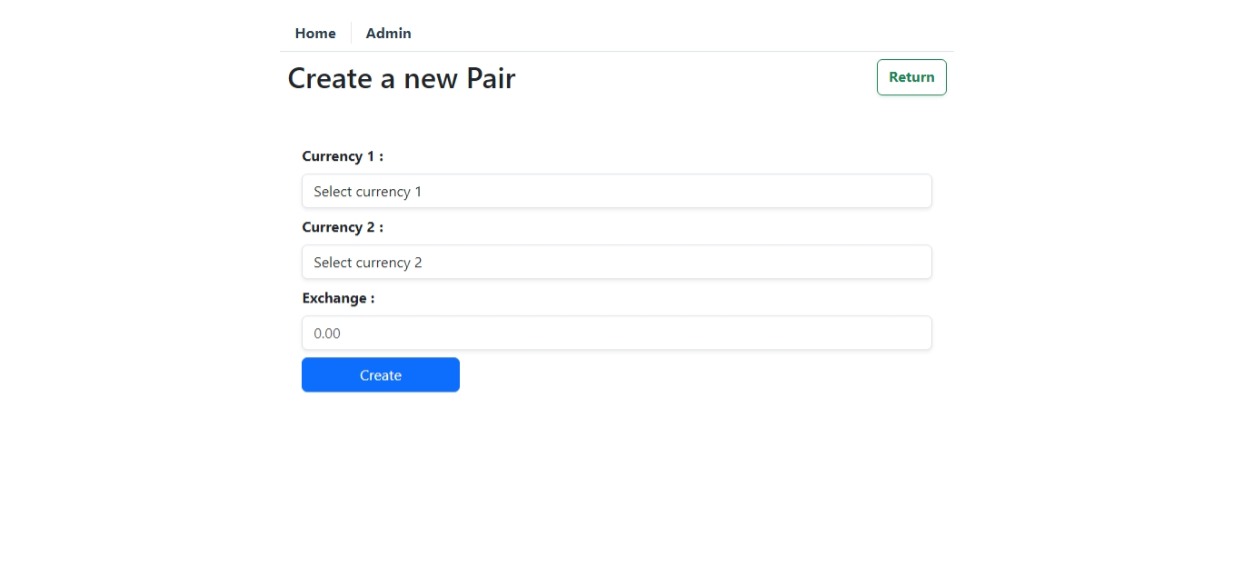 Home Admin
Create a new Pair
Return
Currency 1 :
Select currency 1
Currency 2 :
Select currency 2
Exchange :
0.00
Create